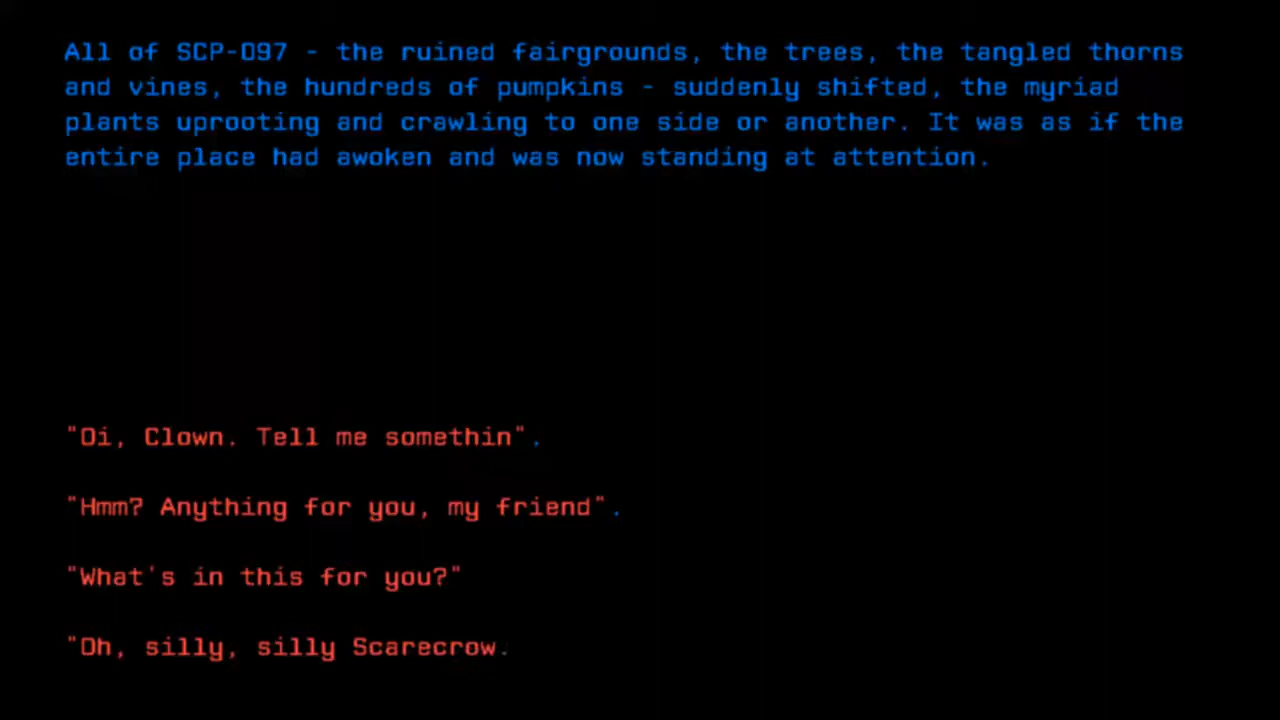 All of SCP-097 - the ruined fairgrounds, the trees, the tangled thorns
and vines, the hundreds of pumpkins - suddenly shifted, the myriad
plants uprooting and crawling to one side or another. It was as if the
entire place had awoken and was now standing at attention.
"Oi, Clown. Tell me somethin".
"Hmm? Anything for you, my friend".
"What's in this for you?"
"Oh, silly, silly Scarecrow.